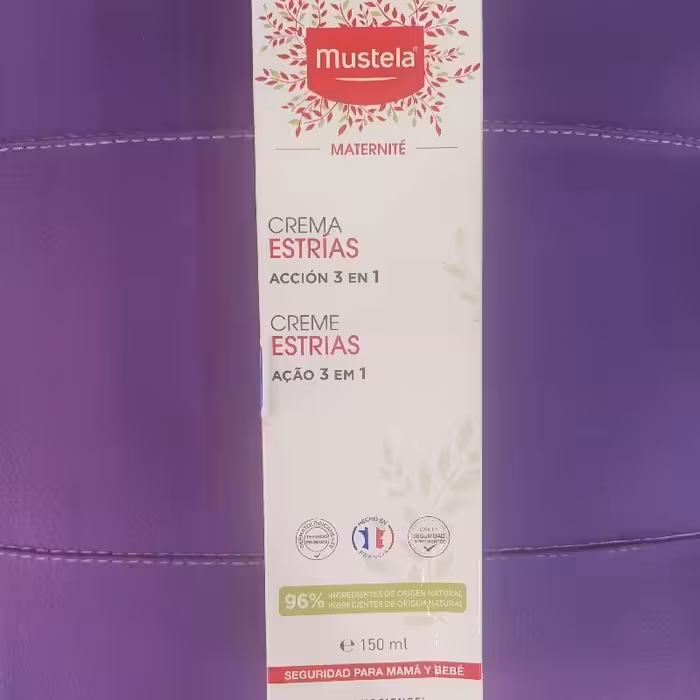 mustela
MATERNITÉ
CREMA
ESTRÍAS
ACCIÓN 3 EN 1
CREME
ESTRIAS
AÇÃO 3 EM 1
HECHO EN
FRANCIA
SEGURIDAD
96% INGREDIENTES DE ORIGEN NATURAL
INGREDIENTES DE ORIGEM NATURAL
℮ 150 ml
SEGURIDAD PARA MAMÁ Y BEBÉ